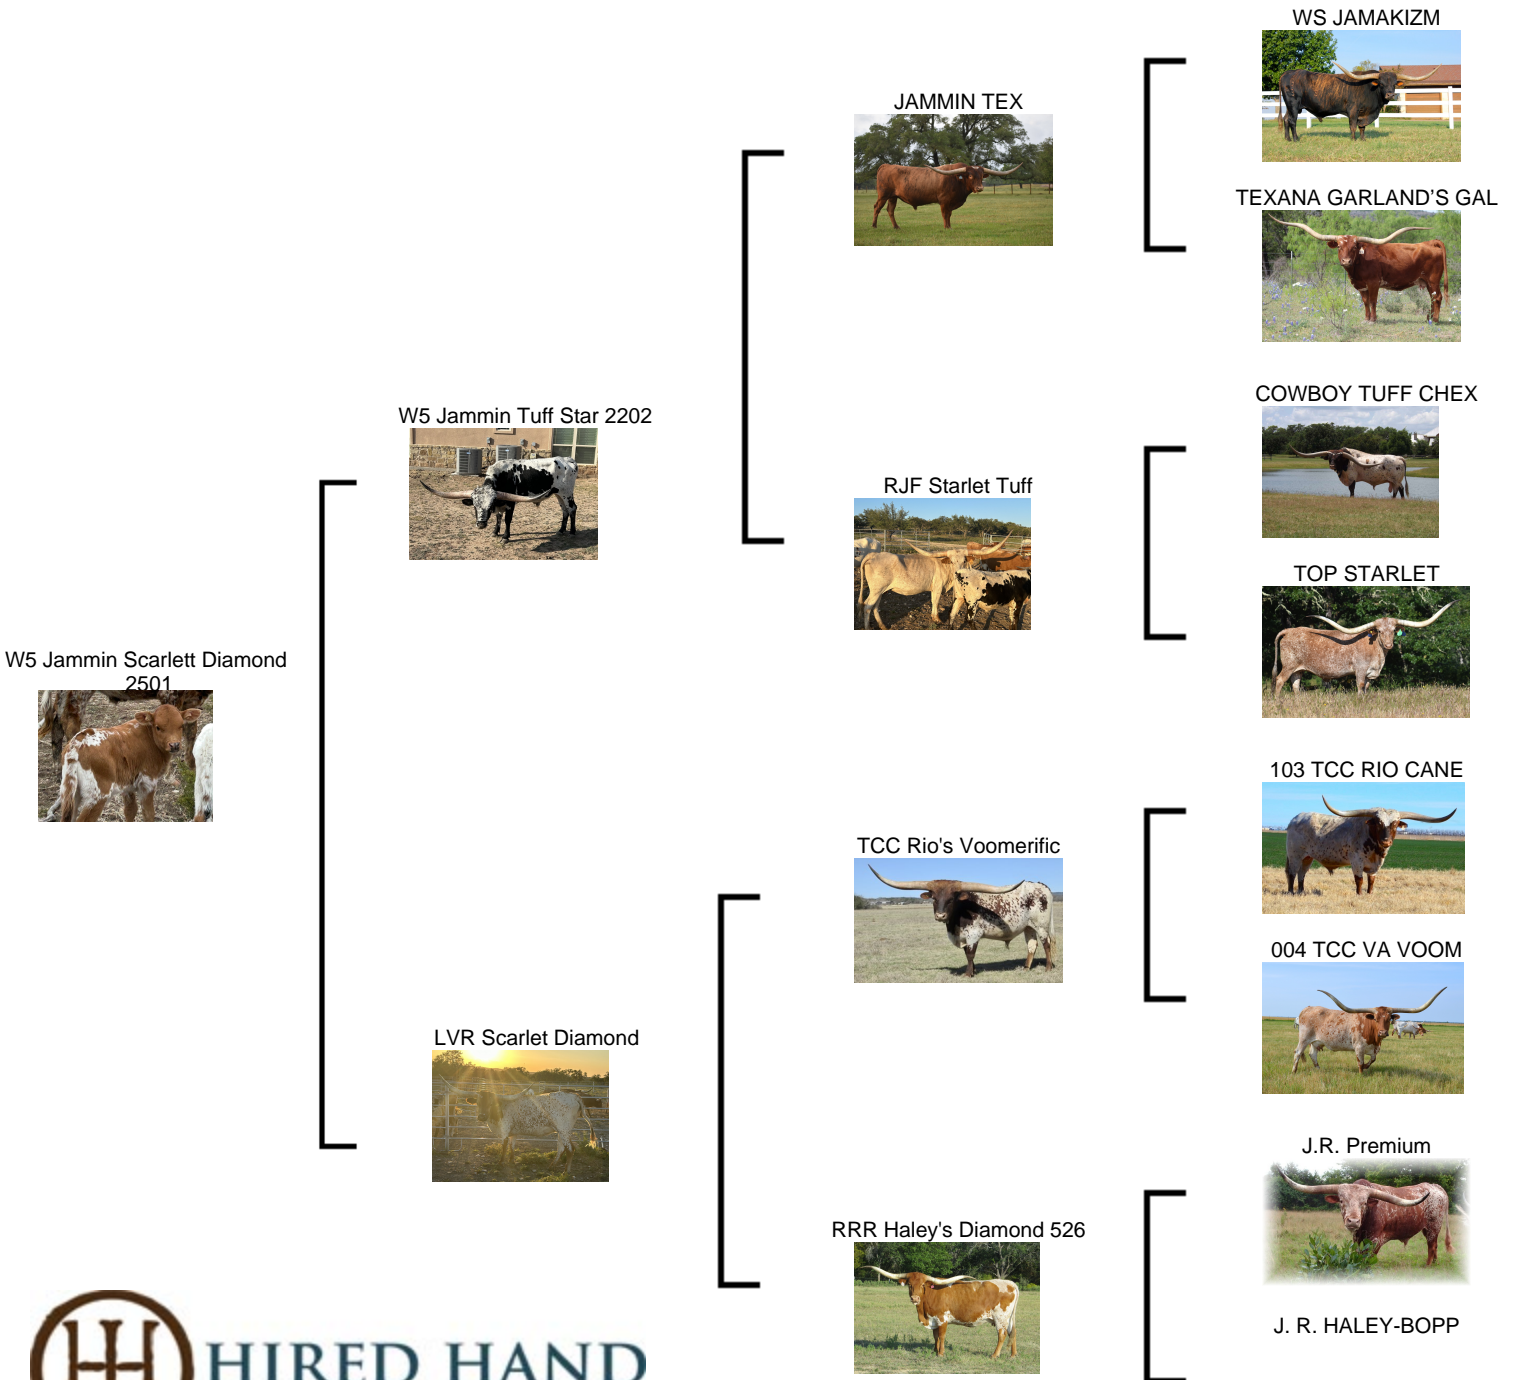 WS JAMAKIZM
JAMMIN TEX
TEXANA GARLAND'S GAL
COWBOY TUFF CHEX
W5 Jammin Tuff Star 2202
RJF Starlet Tuff
TOP STARLET
W5 Jammin Scarlett Diamond
2501
103 TCC RIO CANE
TCC Rio's Voomerific
004 TCC VA VOOM
LVR Scarlet Diamond
J.R. Premium
RRR Haley's Diamond 526
J. R. HALEY-BOPP
HIRED HAND